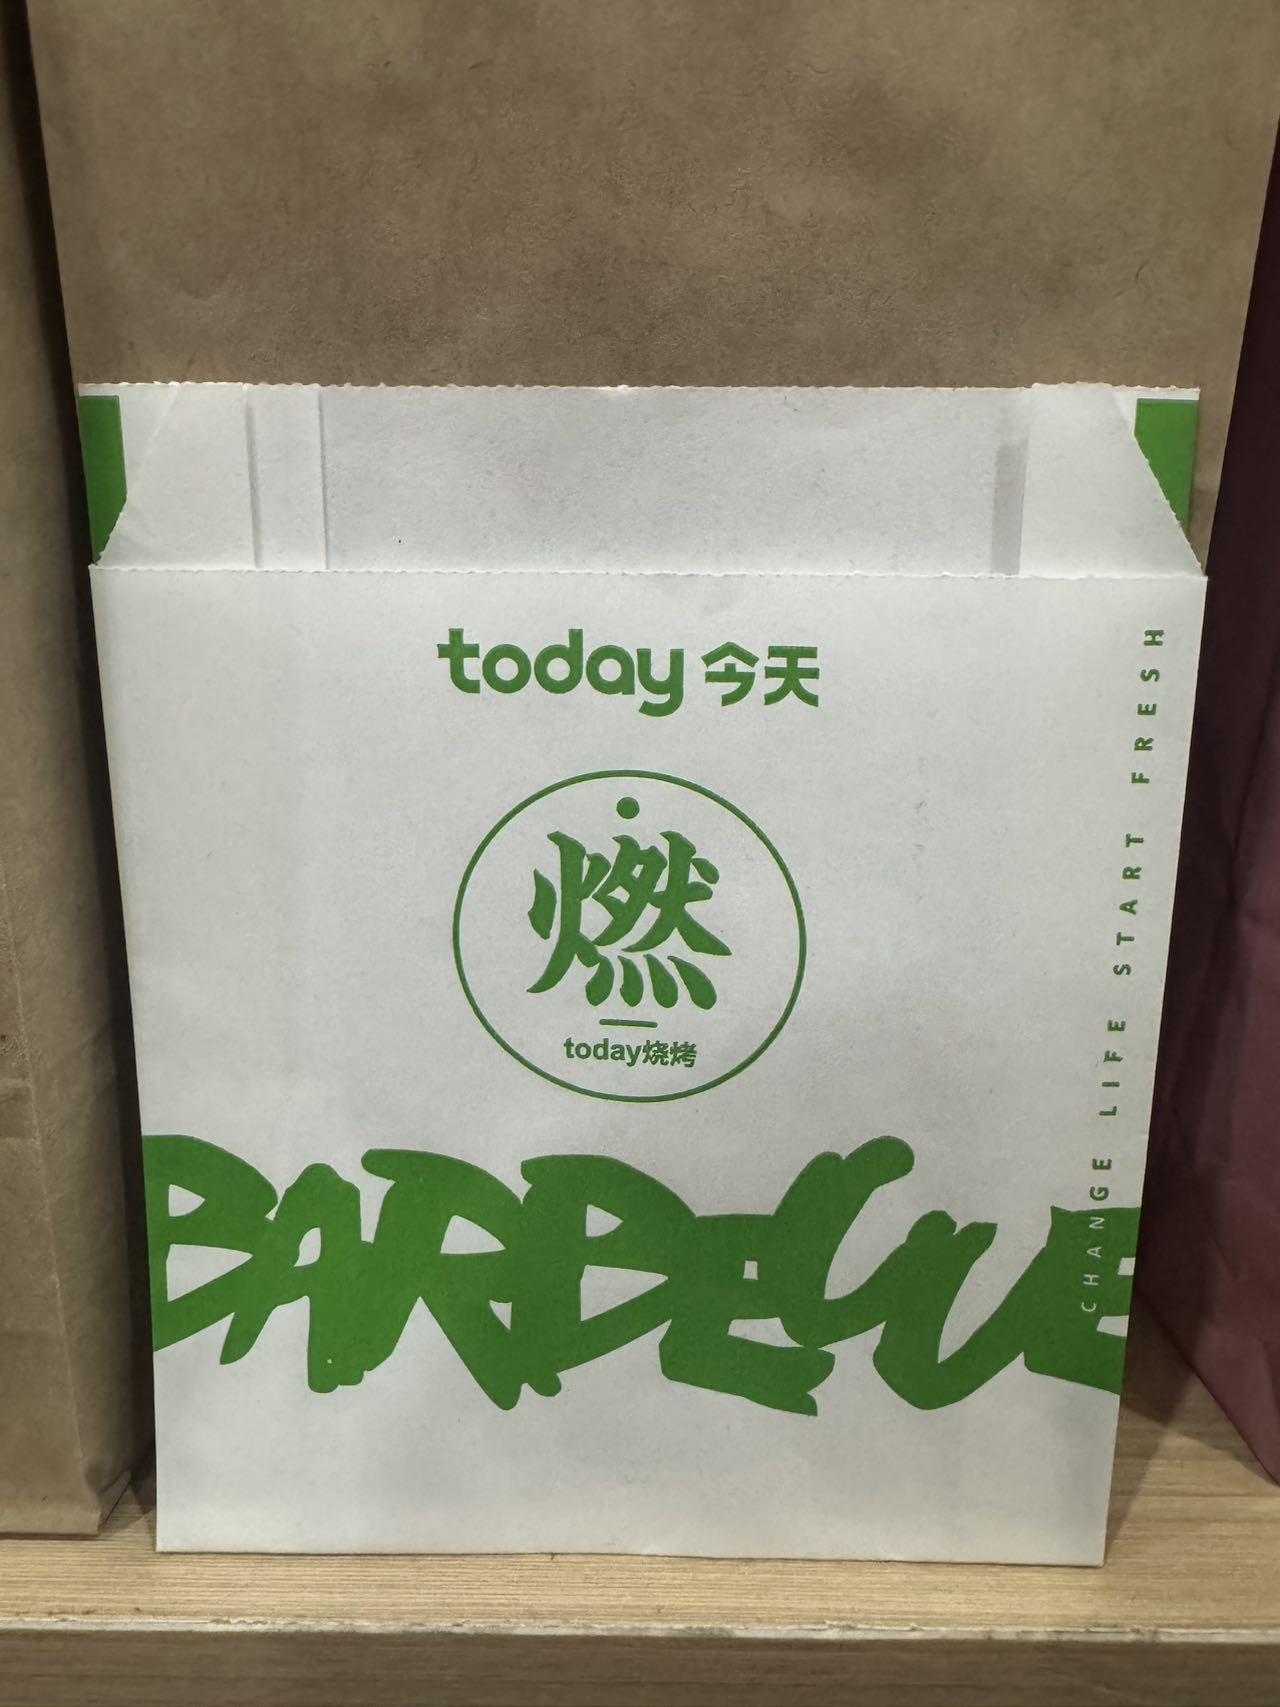 today 今天
燃
today烧烤
BARBECUE
CHANGE LIFE START FRESH